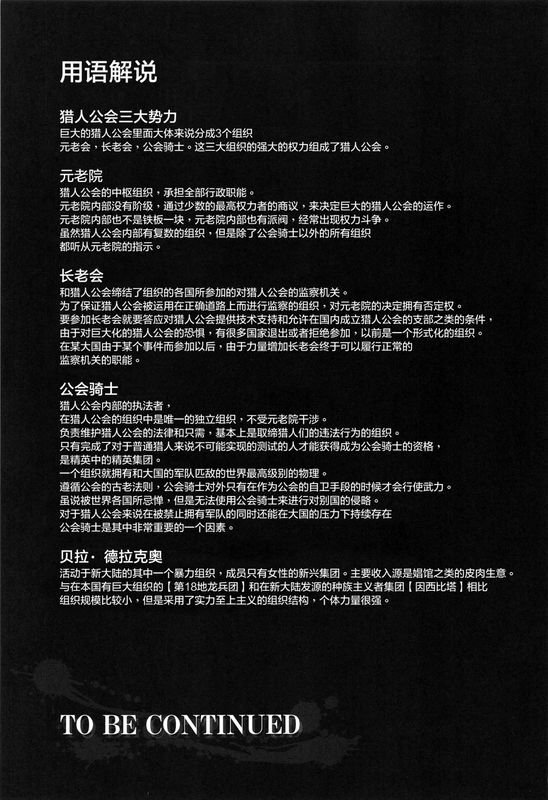 用语解说
猎人公会三大势力
巨大的猎人公会里面大体来说分成3个组织
元老会，长老会，公会骑士。这三大组织的强大的权力组成了猎人公会。
元老院
猎人公会的中枢组织，承担全部行政职能。
元老院内部没有阶级，通过少数的最高权力者的商议，来决定巨大的猎人公会的运作。
元老院内部也不是铁板一块，元老院内部也有派阀，经常出现权力斗争。
虽然猎人公会内部有复数的组织，但是除了公会骑士以外的所有组织
都听从元老院的指示。
长老会
和猎人公会缔结了组织的各国所参加的对猎人公会的监察机关。
为了保证猎人公会被运用在正确道路上而进行监察的组织，对元老院的决定拥有否定权。
要参加长老会就要答应对猎人公会提供技术支持和允许在国内成立猎人公会的支部之类的条件，
由于对巨大化的猎人公会的恐惧，有很多国家退出或者拒绝参加，以前是一个形式化的组织。
在某大国由于某个事件而参加以后，由于力量增加长老会终于可以履行正常的
监察机关的职能。
公会骑士
猎人公会内部的执法者，
在猎人公会的组织中是唯一的独立组织，不受元老院干涉。
负责维护猎人公会的法律和只需，基本上是取缔猎人们的违法行为的组织。
只有完成了对于普通猎人来说不可能实现的测试的人才能获得成为公会骑士的资格，
是精英中的精英集团。
一个组织就拥有和大国的军队匹敌的世界最高级别的物理。
遵循公会的古老法则，公会骑士对外只有在作为公会的自卫手段的时候才会行使武力。
虽说被世界各国所忌惮，但是无法使用公会骑士来进行对别国的侵略。
对于猎人公会来说在被禁止拥有军队的同时还能在大国的压力下持续存在
公会骑士是其中非常重要的一个因素。
贝拉·德拉克奥
活动于新大陆的其中一个暴力组织，成员只有女性的新兴集团。主要收入源是娼馆之类的皮肉生意。
与在本国有巨大组织的【第18地龙兵团】和在新大陆发源的种族主义者集团【因西比塔】相比
组织规模比较小，但是采用了实力至上主义的组织结构，个体力量很强。
TO BE CONTINUED